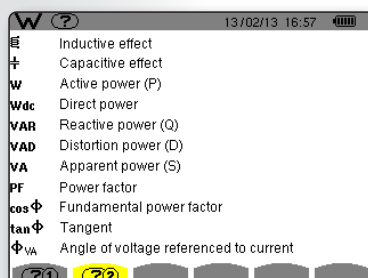 W ? 13/02/13 16:57
Inductive effect
Capacitive effect
W Active power (P)
Wdc Direct power
VAR Reactive power (Q)
VAD Distortion power (D)
VA Apparent power (S)
PF Power factor
cos Φ Fundamental power factor
tan Φ Tangent
ΦVA Angle of voltage referenced to current
?1 ?2